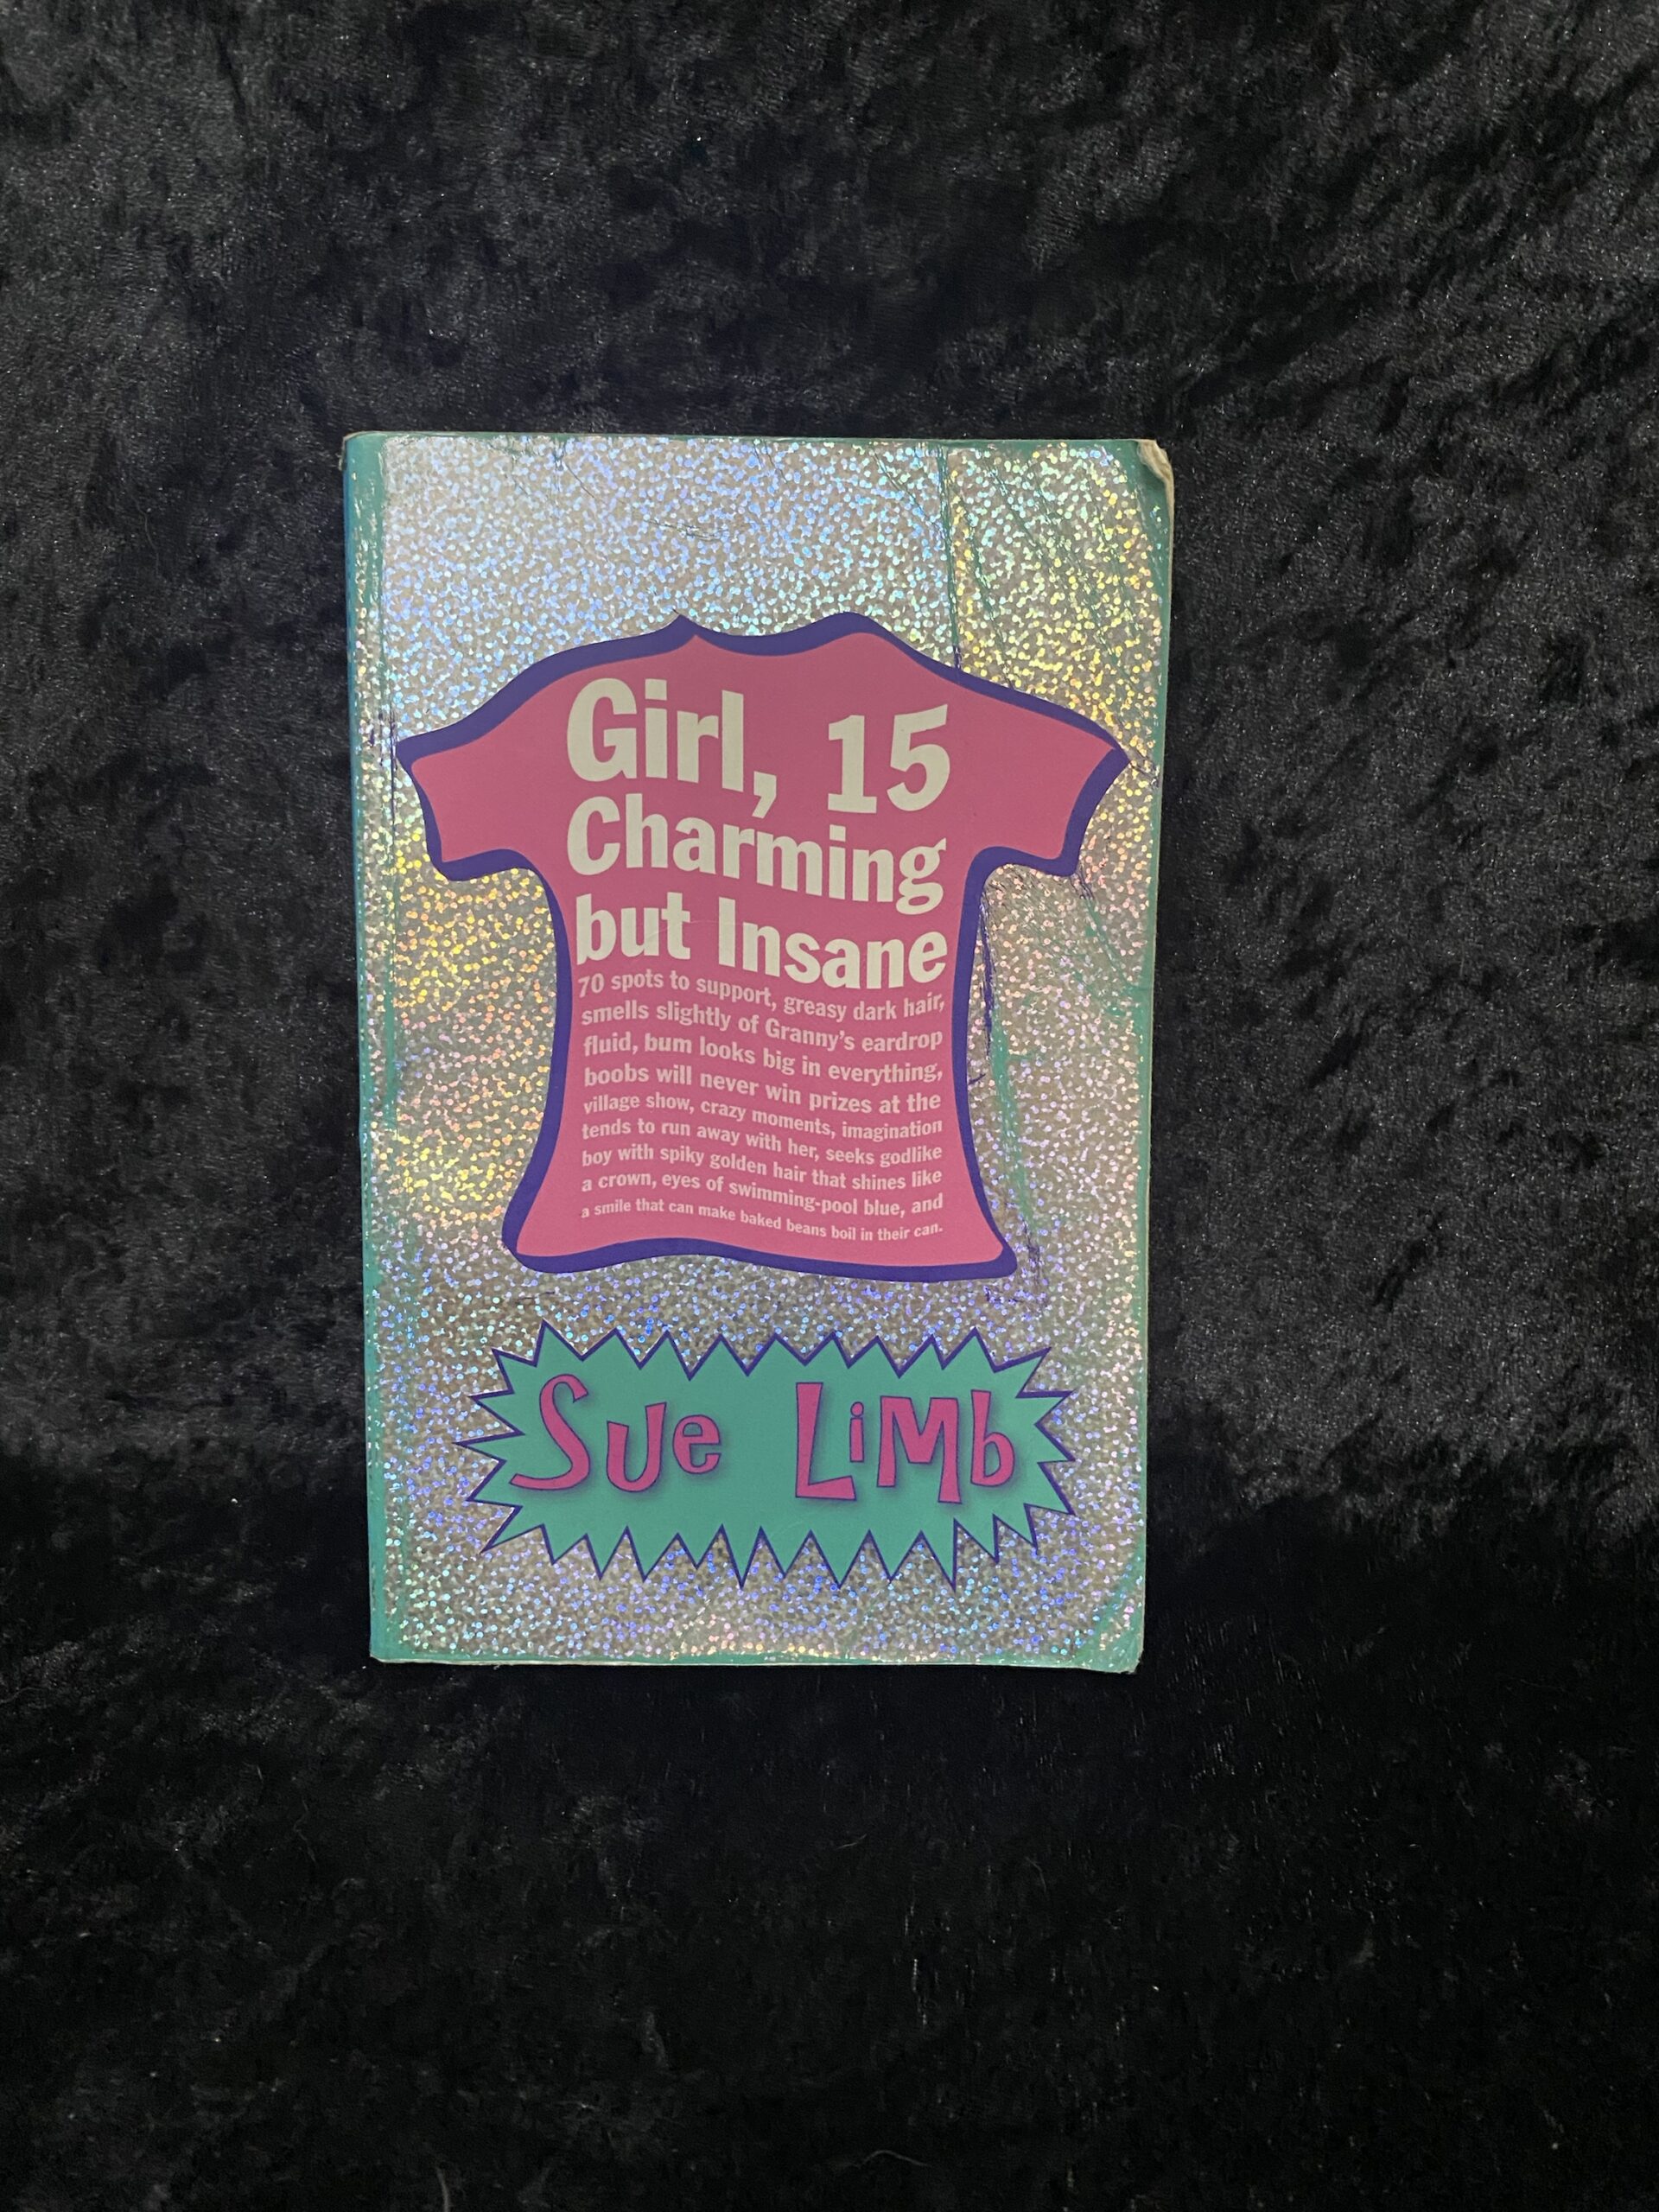 Girl, 15
Charming
but Insane
70 spots to support, greasy dark hair,
smells slightly of Granny's eardrop
fluid, bum looks big in everything,
boobs will never win prizes at the
village show, crazy moments, imagination
tends to run away with her, seeks godlike
boy with spiky golden hair that shines like
a crown, eyes of swimming-pool blue, and
a smile that can make baked beans boil in their can.
Sue LiMb